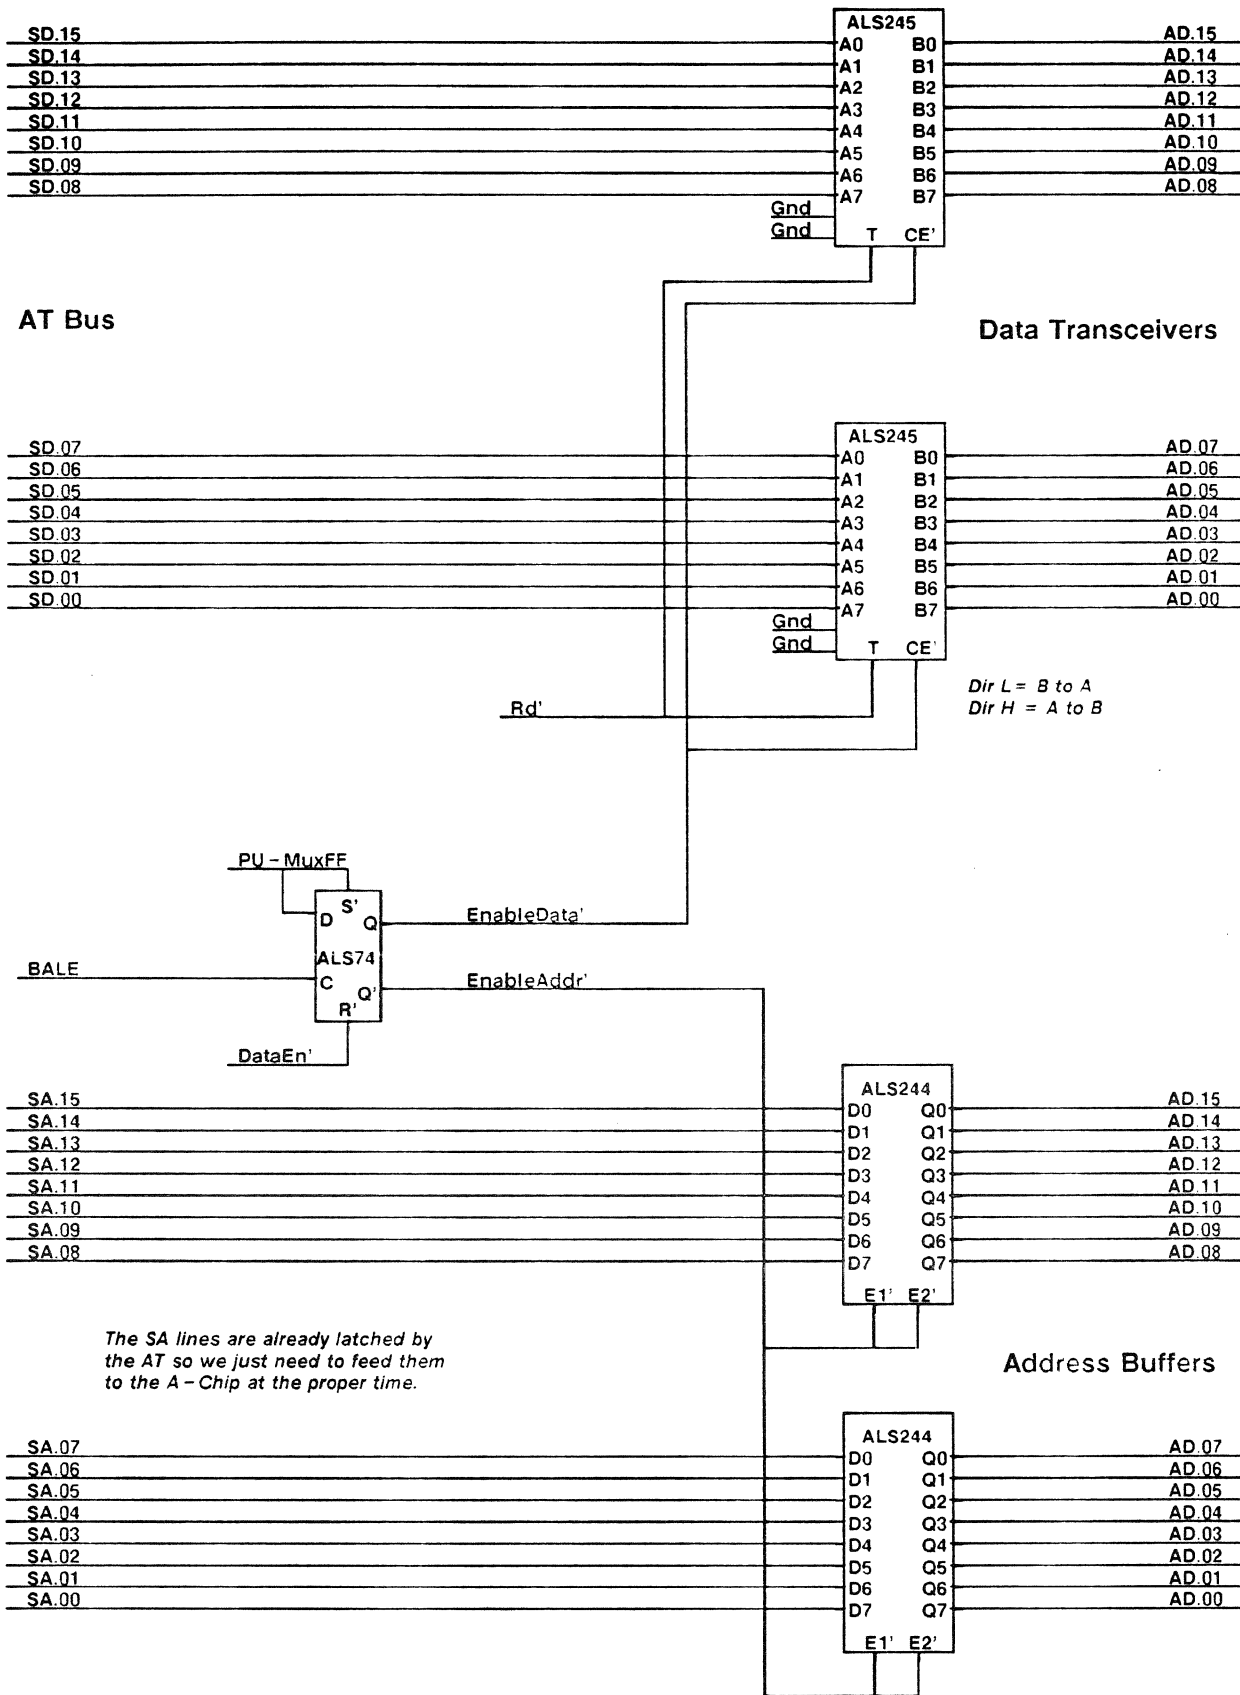 ALS245
SD.15 A0 B0 AD.15
SD.14 A1 B1 AD.14
SD.13 A2 B2 AD.13
SD.12 A3 B3 AD.12
SD.11 A4 B4 AD.11
SD.10 A5 B5 AD.10
SD.09 A6 B6 AD.09
SD.08 A7 B7 AD.08
Gnd
Gnd T CE'
AT Bus
Data Transceivers
ALS245
SD.07 A0 B0 AD.07
SD.06 A1 B1 AD.06
SD.05 A2 B2 AD.05
SD.04 A3 B3 AD.04
SD.03 A4 B4 AD.03
SD.02 A5 B5 AD.02
SD.01 A6 B6 AD.01
SD.00 A7 B7 AD.00
Gnd
Gnd T CE'
Dir L = B to A
Rd' Dir H = A to B
PU-MuxFF
S'
D Q EnableData'
ALS74
BALE C Q' EnableAddr'
R'
DataEn'
ALS244
SA.15 D0 Q0 AD.15
SA.14 D1 Q1 AD.14
SA.13 D2 Q2 AD.13
SA.12 D3 Q3 AD.12
SA.11 D4 Q4 AD.11
SA.10 D5 Q5 AD.10
SA.09 D6 Q6 AD.09
SA.08 D7 Q7 AD.08
E1' E2'
The SA lines are already latched by
the AT so we just need to feed them
to the A-Chip at the proper time.
Address Buffers
ALS244
SA.07 D0 Q0 AD.07
SA.06 D1 Q1 AD.06
SA.05 D2 Q2 AD.05
SA.04 D3 Q3 AD.04
SA.03 D4 Q4 AD.03
SA.02 D5 Q5 AD.02
SA.01 D6 Q6 AD.01
SA.00 D7 Q7 AD.00
E1' E2'